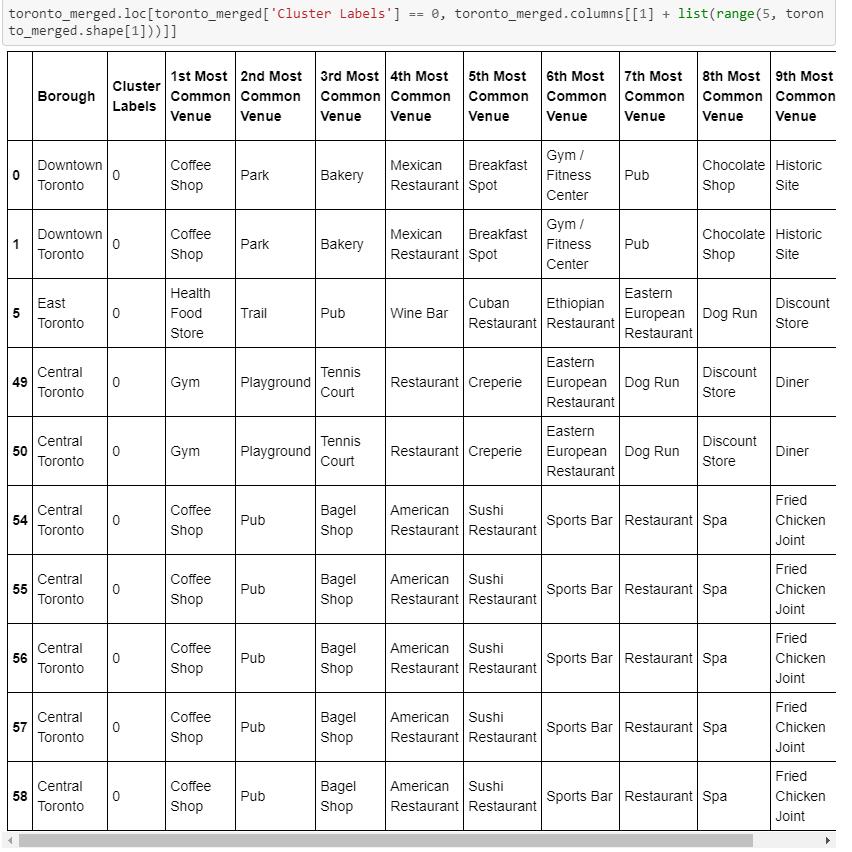 toronto_merged.loc[toronto_merged['Cluster Labels'] == 0, toronto_merged.columns[[1] + list(range(5, toron
to_merged.shape[1]))]]
Borough Cluster Labels 1st Most Common Venue 2nd Most Common Venue 3rd Most Common Venue 4th Most Common Venue 5th Most Common Venue 6th Most Common Venue 7th Most Common Venue 8th Most Common Venue 9th Most Common Venue
0 Downtown Toronto 0 Coffee Shop Park Bakery Mexican Restaurant Breakfast Spot Gym / Fitness Center Pub Chocolate Shop Historic Site
1 Downtown Toronto 0 Coffee Shop Park Bakery Mexican Restaurant Breakfast Spot Gym / Fitness Center Pub Chocolate Shop Historic Site
5 East Toronto 0 Health Food Store Trail Pub Wine Bar Cuban Restaurant Ethiopian Restaurant Eastern European Restaurant Dog Run Discount Store
49 Central Toronto 0 Gym Playground Tennis Court Restaurant Creperie Eastern European Restaurant Dog Run Discount Store Diner
50 Central Toronto 0 Gym Playground Tennis Court Restaurant Creperie Eastern European Restaurant Dog Run Discount Store Diner
54 Central Toronto 0 Coffee Shop Pub Bagel Shop American Restaurant Sushi Restaurant Sports Bar Restaurant Spa Fried Chicken Joint
55 Central Toronto 0 Coffee Shop Pub Bagel Shop American Restaurant Sushi Restaurant Sports Bar Restaurant Spa Fried Chicken Joint
56 Central Toronto 0 Coffee Shop Pub Bagel Shop American Restaurant Sushi Restaurant Sports Bar Restaurant Spa Fried Chicken Joint
57 Central Toronto 0 Coffee Shop Pub Bagel Shop American Restaurant Sushi Restaurant Sports Bar Restaurant Spa Fried Chicken Joint
58 Central Toronto 0 Coffee Shop Pub Bagel Shop American Restaurant Sushi Restaurant Sports Bar Restaurant Spa Fried Chicken Joint